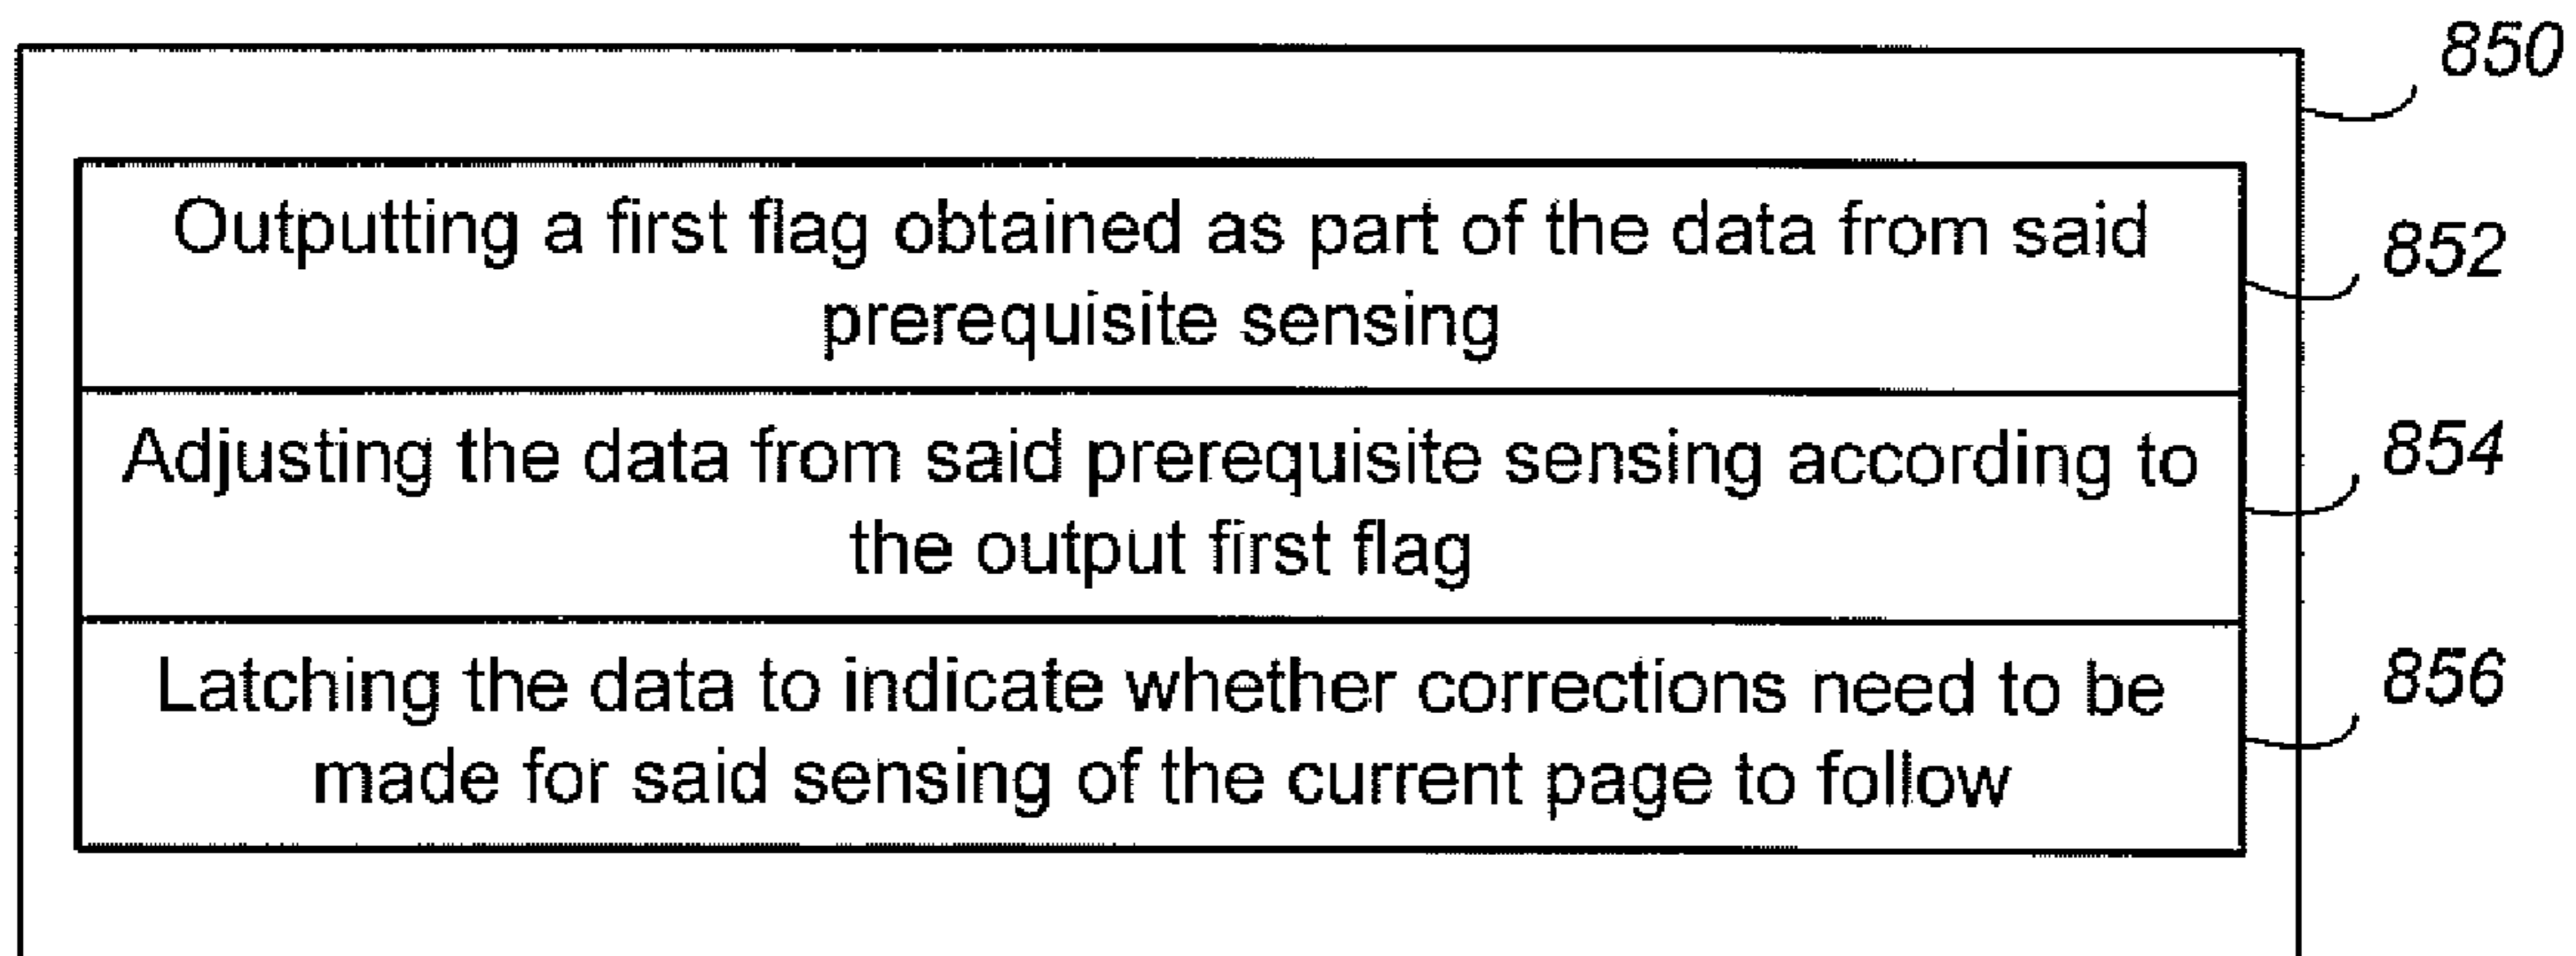 850
Outputting a first flag obtained as part of the data from said
prerequisite sensing
852
Adjusting the data from said prerequisite sensing according to
the output first flag
854
Latching the data to indicate whether corrections need to be
made for said sensing of the current page to follow
856